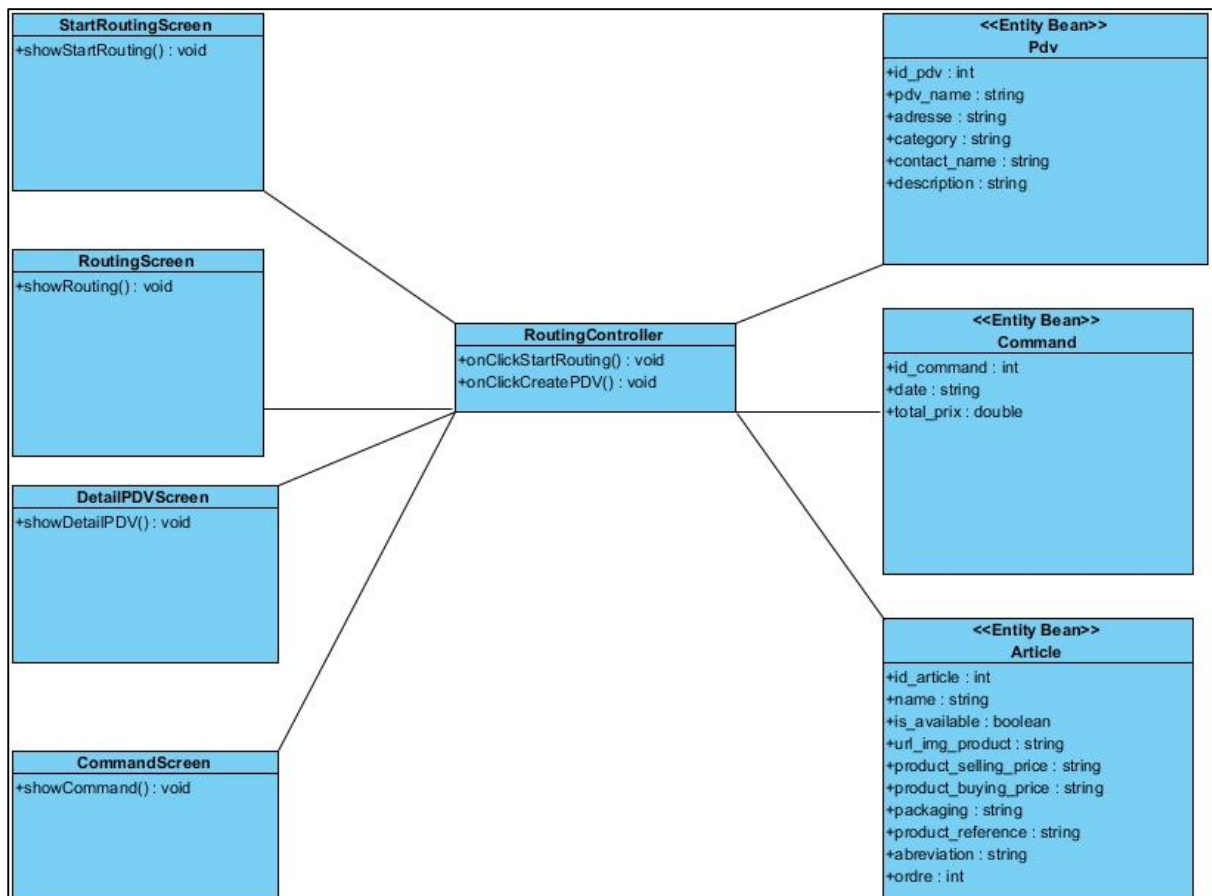 StartRoutingScreen
+showStartRouting() : void
RoutingScreen
+showRouting() : void
DetailPDVScreen
+showDetailPDV() : void
CommandScreen
+showCommand() : void
RoutingController
+onClickStartRouting() : void
+onClickCreatePDV() : void
<<Entity Bean>>
Pdv
+id_pdv : int
+pdv_name : string
+adresse : string
+category : string
+contact_name : string
+description : string
<<Entity Bean>>
Command
+id_command : int
+date : string
+total_prix : double
<<Entity Bean>>
Article
+id_article : int
+name : string
+is_available : boolean
+url_img_product : string
+product_selling_price : string
+product_buying_price : string
+packaging : string
+product_reference : string
+abreviation : string
+ordre : int